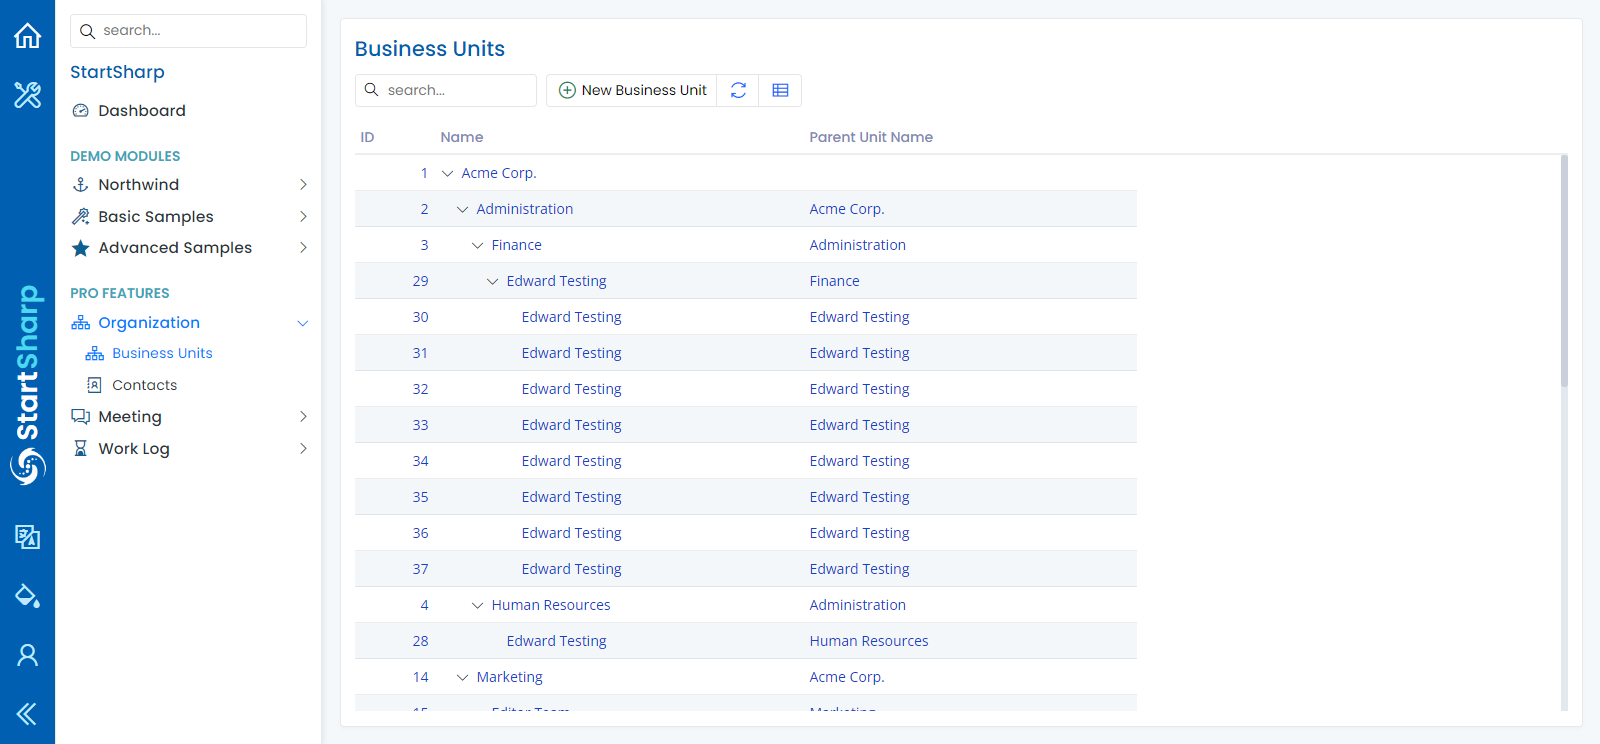 search...
StartSharp
Dashboard
DEMO MODULES
Northwind
Basic Samples
Advanced Samples
PRO FEATURES
Organization
Business Units
Contacts
Meeting
Work Log
StartSharp
Business Units
search...
New Business Unit
ID Name Parent Unit Name
1 Acme Corp.
2 Administration Acme Corp.
3 Finance Administration
29 Edward Testing Finance
30 Edward Testing Edward Testing
31 Edward Testing Edward Testing
32 Edward Testing Edward Testing
33 Edward Testing Edward Testing
34 Edward Testing Edward Testing
35 Edward Testing Edward Testing
36 Edward Testing Edward Testing
37 Edward Testing Edward Testing
4 Human Resources Administration
28 Edward Testing Human Resources
14 Marketing Acme Corp.
15 Editor Team Marketing